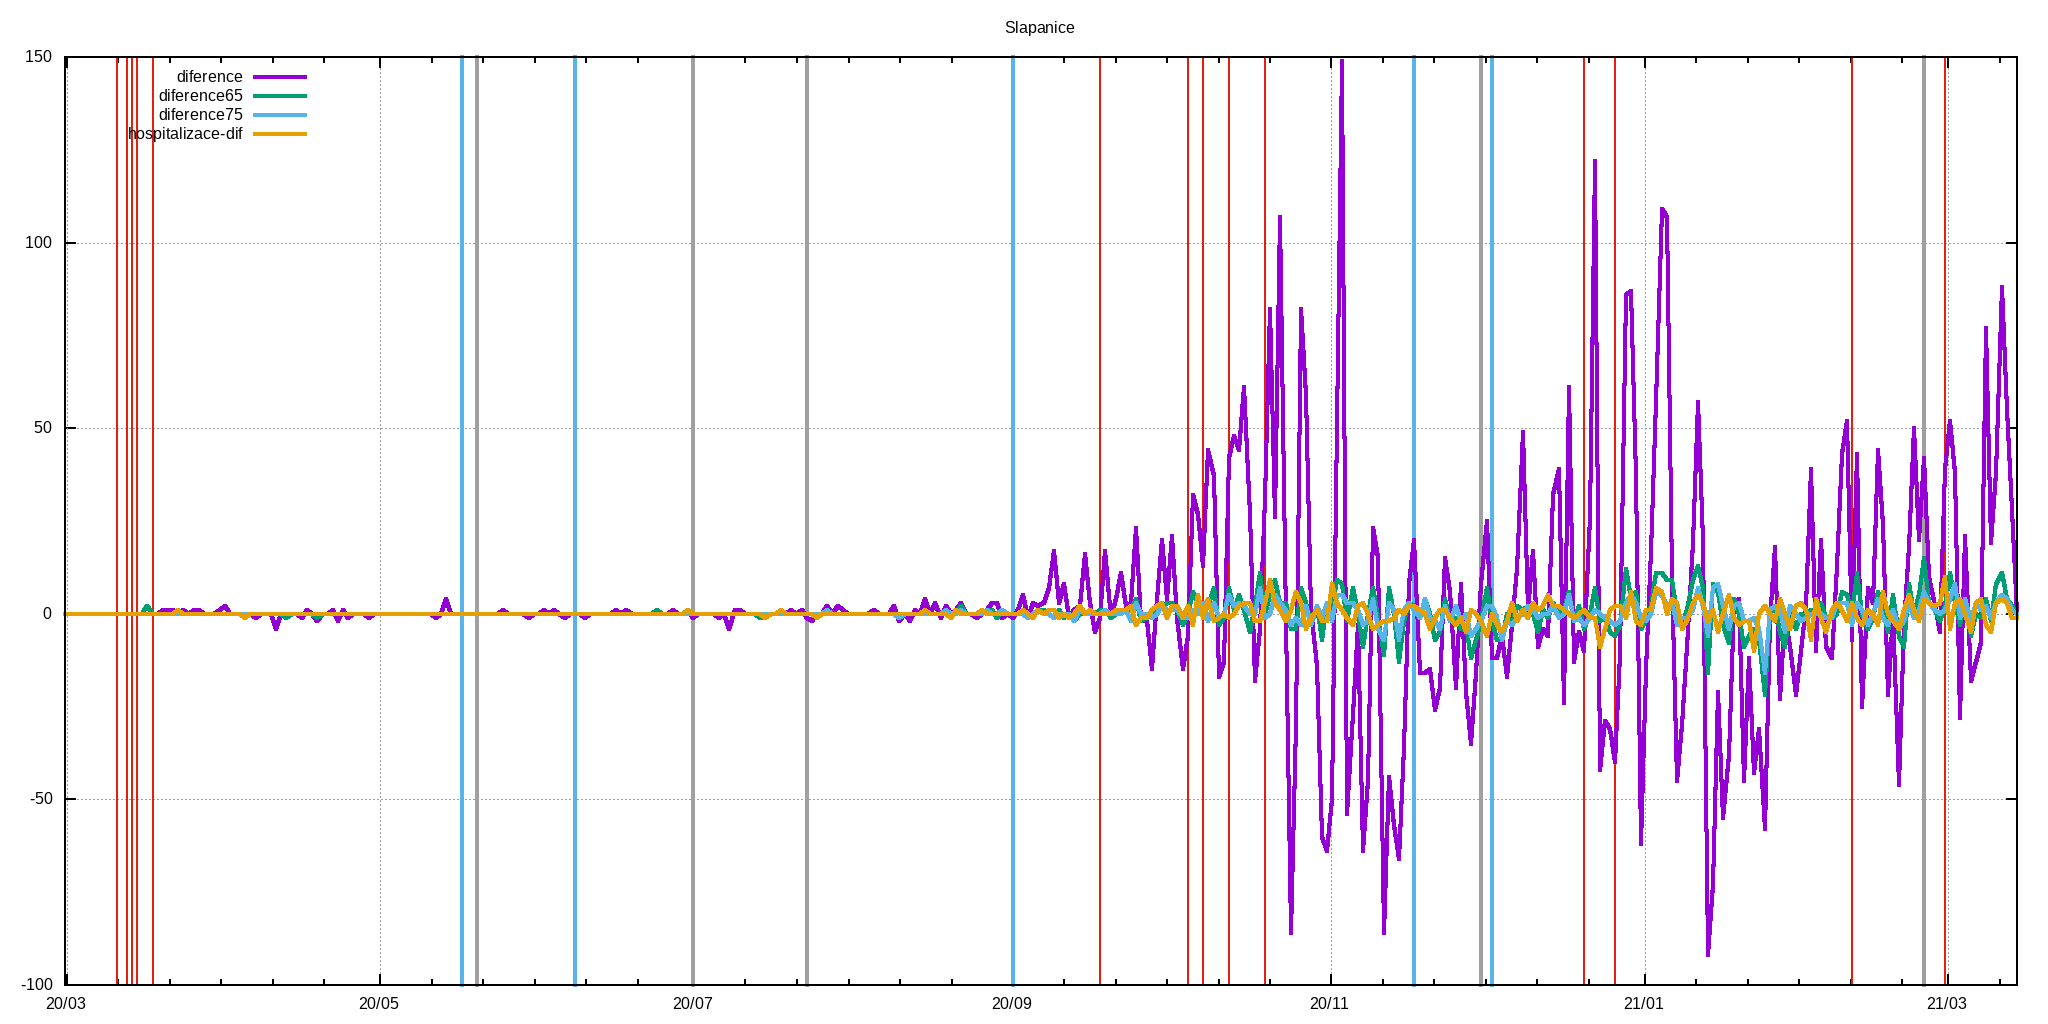 Slapanice
150
100
50
0
-50
-100
diference
diference65
diference75
hospitalizace-dif
20/03 20/05 20/07 20/09 20/11 21/01 21/03